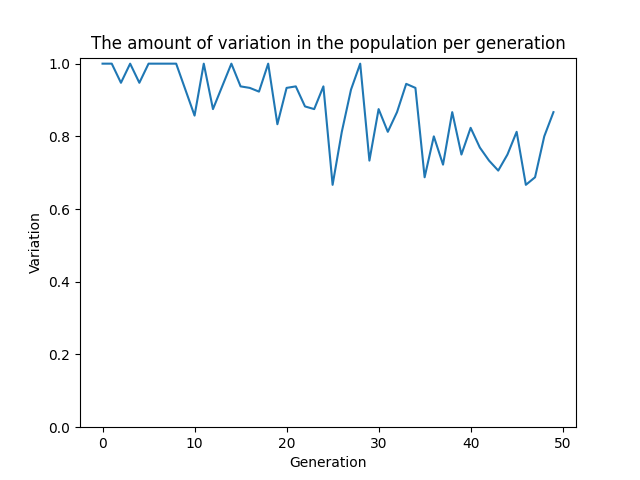 The amount of variation in the population per generation
1.0
0.8
0.6
0.4
0.2
0.0
Variation
0 10 20 30 40 50
Generation